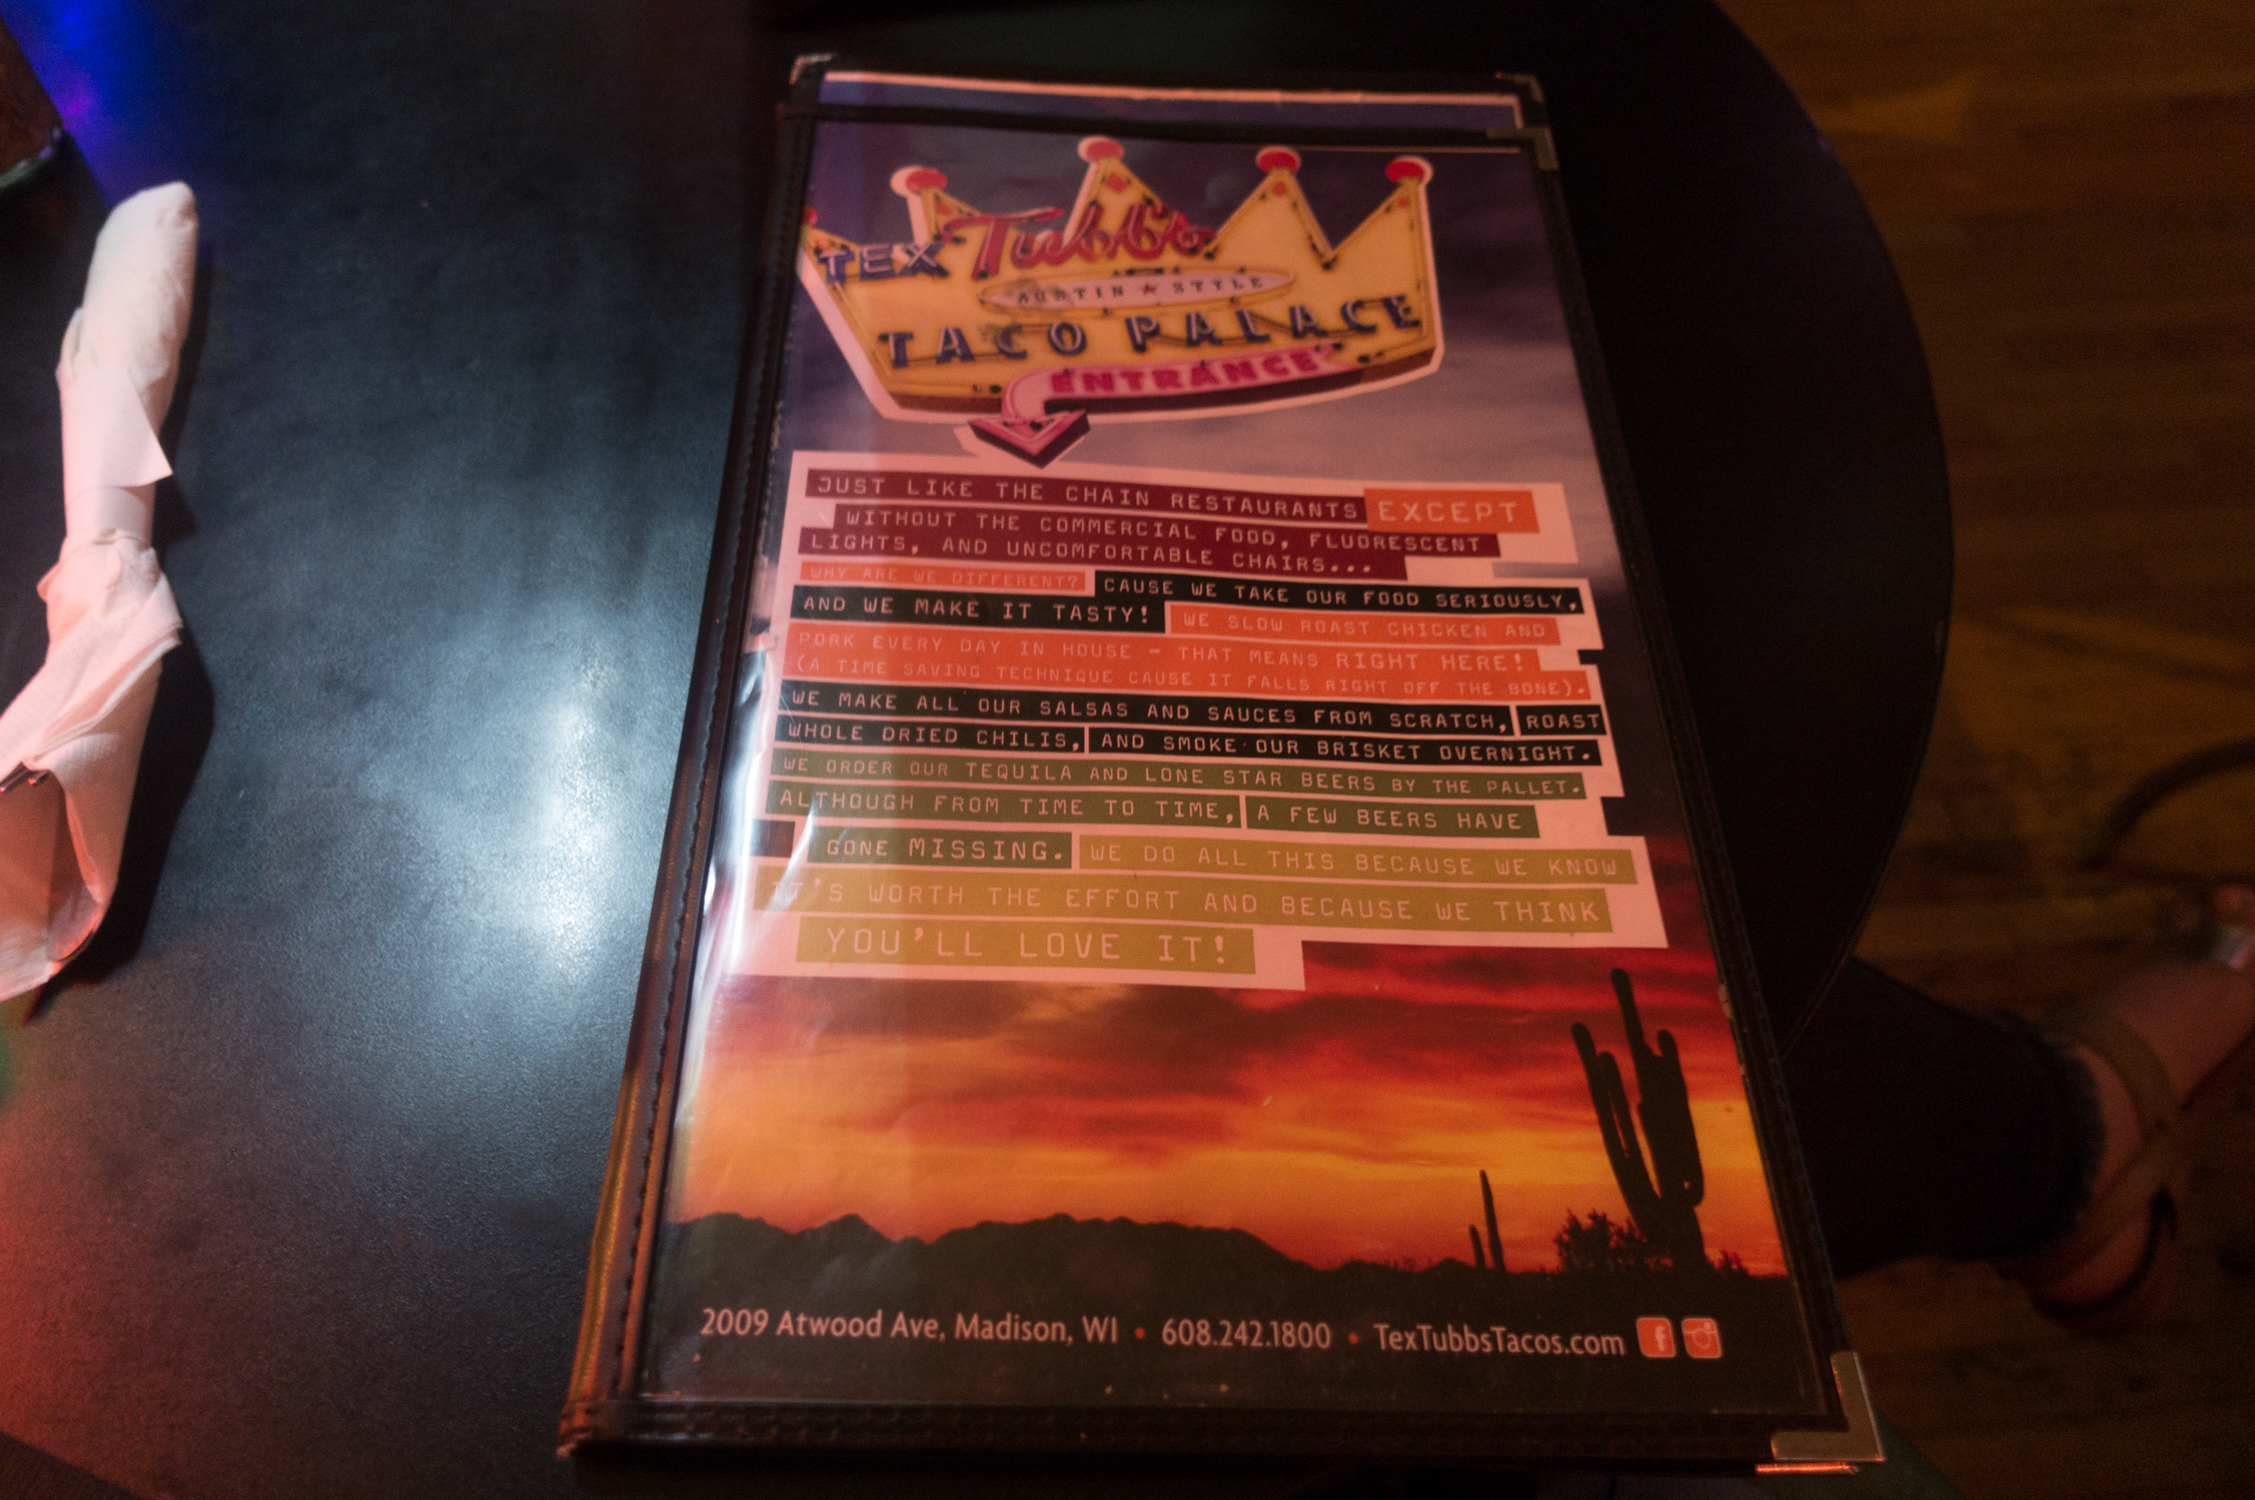 TEX Tubb's
AUSTIN ★ STYLE
TACO PALACE
ENTRANCE
JUST LIKE THE CHAIN RESTAURANTS EXCEPT
WITHOUT THE COMMERCIAL FOOD, FLUORESCENT
LIGHTS, AND UNCOMFORTABLE CHAIRS...
WHY ARE WE DIFFERENT? CAUSE WE TAKE OUR FOOD SERIOUSLY,
AND WE MAKE IT TASTY! WE SLOW ROAST CHICKEN AND
PORK EVERY DAY IN HOUSE - THAT MEANS RIGHT HERE!
(A TIME SAVING TECHNIQUE CAUSE IT FALLS RIGHT OFF THE BONE).
WE MAKE ALL OUR SALSAS AND SAUCES FROM SCRATCH, ROAST
WHOLE DRIED CHILIS, AND SMOKE OUR BRISKET OVERNIGHT.
WE ORDER OUR TEQUILA AND LONE STAR BEERS BY THE PALLET.
ALTHOUGH FROM TIME TO TIME, A FEW BEERS HAVE
GONE MISSING. WE DO ALL THIS BECAUSE WE KNOW
IT'S WORTH THE EFFORT AND BECAUSE WE THINK
YOU'LL LOVE IT!
2009 Atwood Ave, Madison, WI • 608.242.1800 • TexTubbsTacos.com